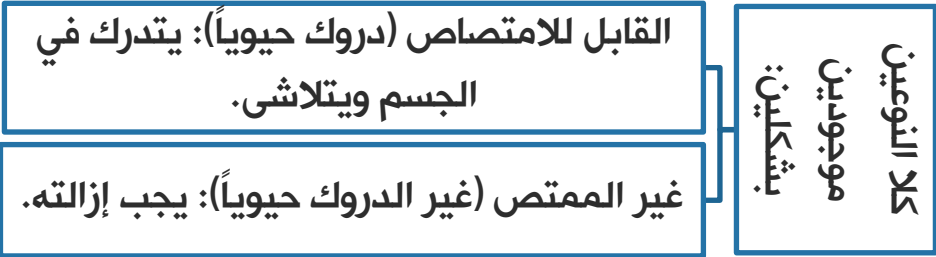 كلا النوعين
موجودين
بشكلين:
القابل للامتصاص (دروك حيوياً): يتدرك في
الجسم ويتلاشى.
غير الممتص (غير الدروك حيوياً): يجب إزالته.